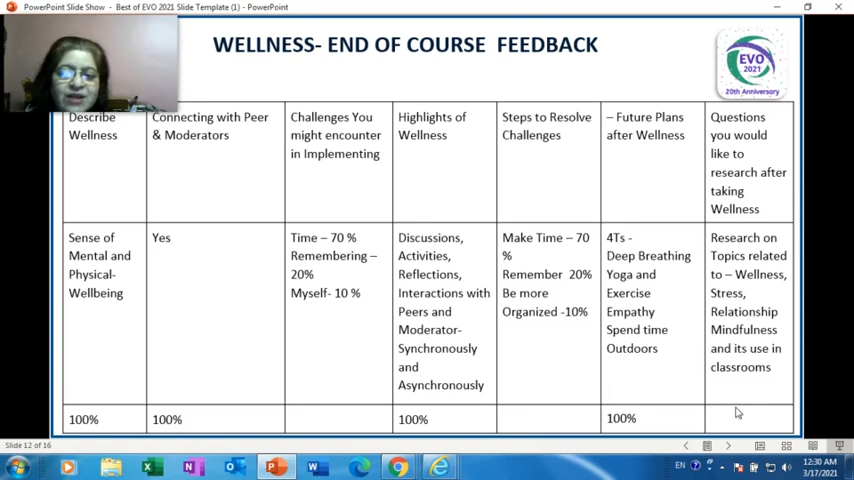 PowerPoint Slide Show - Best of EVO 2021 Slide Template (1) - PowerPoint
WELLNESS- END OF COURSE FEEDBACK
EVO
2021
20th Anniversary
Describe
Wellness
Connecting with Peer
& Moderators
Challenges You
might encounter
in Implementing
Highlights of
Wellness
Steps to Resolve
Challenges
– Future Plans
after Wellness
Questions
you would
like to
research after
taking
Wellness
Sense of
Mental and
Physical-
Wellbeing
Yes
Time – 70 %
Remembering –
20%
Myself- 10 %
Discussions,
Activities,
Reflections,
Interactions with
Peers and
Moderator-
Synchronously
and
Asynchronously
Make Time – 70
%
Remember 20%
Be more
Organized -10%
4Ts -
Deep Breathing
Yoga and
Exercise
Empathy
Spend time
Outdoors
Research on
Topics related
to – Wellness,
Stress,
Relationship
Mindfulness
and its use in
classrooms
100%
100%
100%
100%
Slide 12 of 16
EN
12:30 AM
3/17/2021